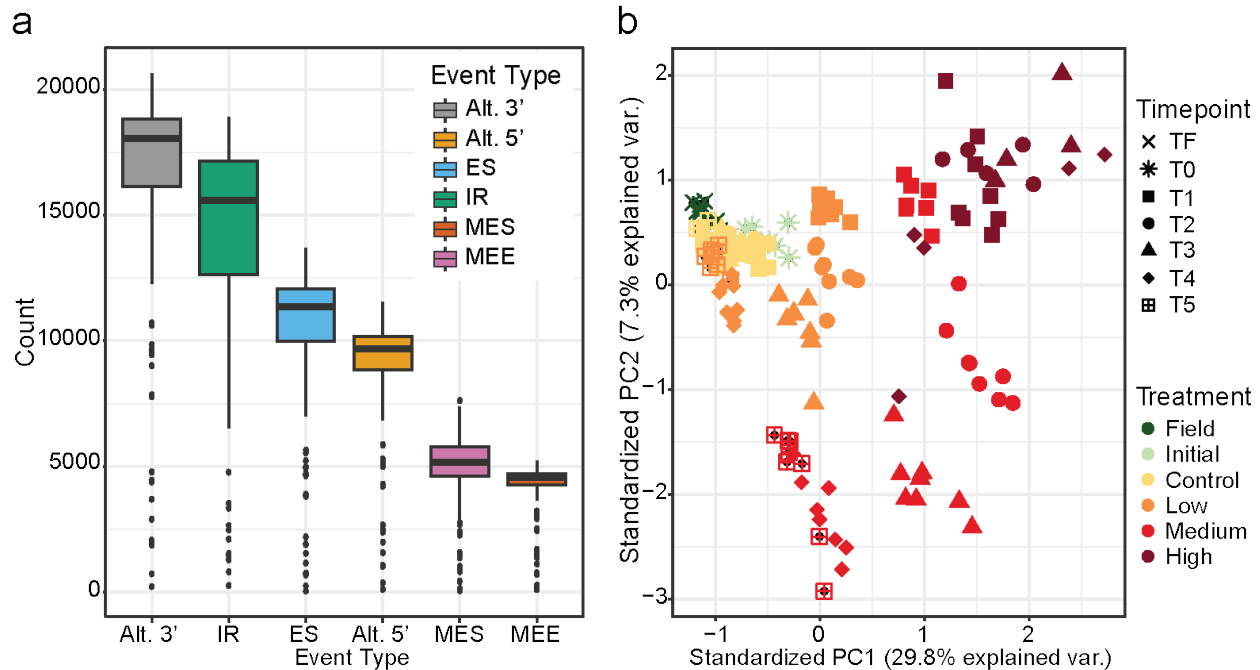 a
Count
20000
15000
10000
5000
0
Event Type
Alt. 3’
Alt. 5’
ES
IR
MES
MEE
Alt. 3’ IR ES Alt. 5’ MES MEE
Event Type
b
Standardized PC2 (7.3% explained var.)
2
1
0
−1
−2
−3
−1 0 1 2
Standardized PC1 (29.8% explained var.)
Timepoint
TF
T0
T1
T2
T3
T4
T5
Treatment
Field
Initial
Control
Low
Medium
High